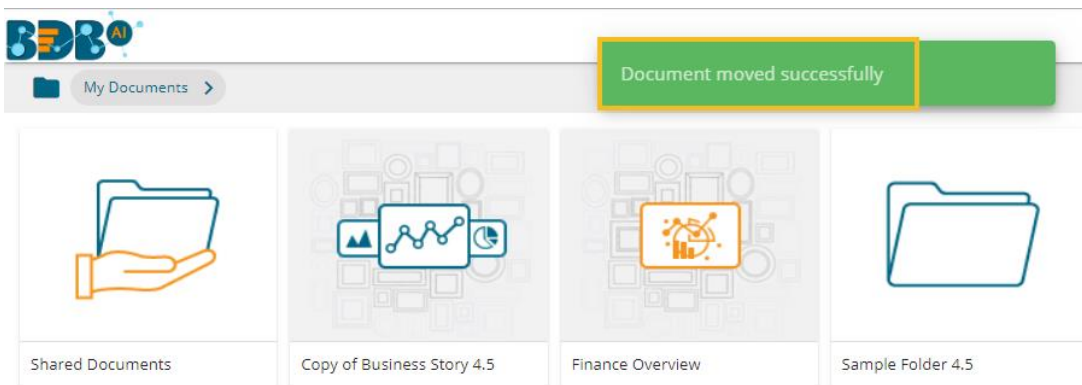 BDB AI
Document moved successfully
My Documents
Shared Documents
Copy of Business Story 4.5
Finance Overview
Sample Folder 4.5